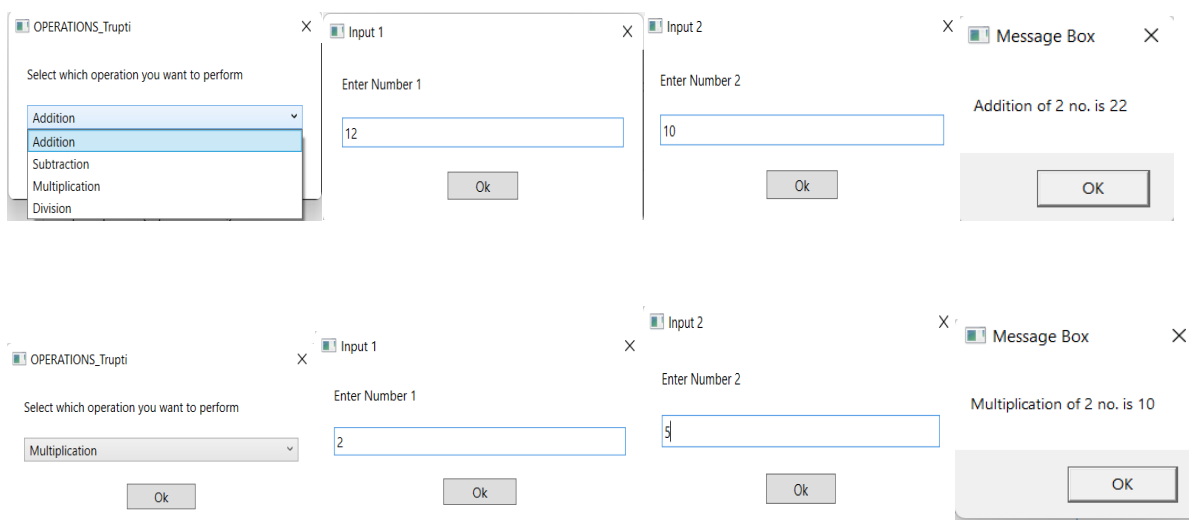 OPERATIONS_Trupti
X
Select which operation you want to perform
Addition
Addition
Subtraction
Multiplication
Division
Input 1
X
Enter Number 1
12
Ok
Input 2
X
Enter Number 2
10
Ok
Message Box
Addition of 2 no. is 22
OK
OPERATIONS_Trupti
X
Select which operation you want to perform
Multiplication
Ok
Input 1
X
Enter Number 1
2
Ok
Input 2
X
Enter Number 2
5
Ok
Message Box
Multiplication of 2 no. is 10
OK